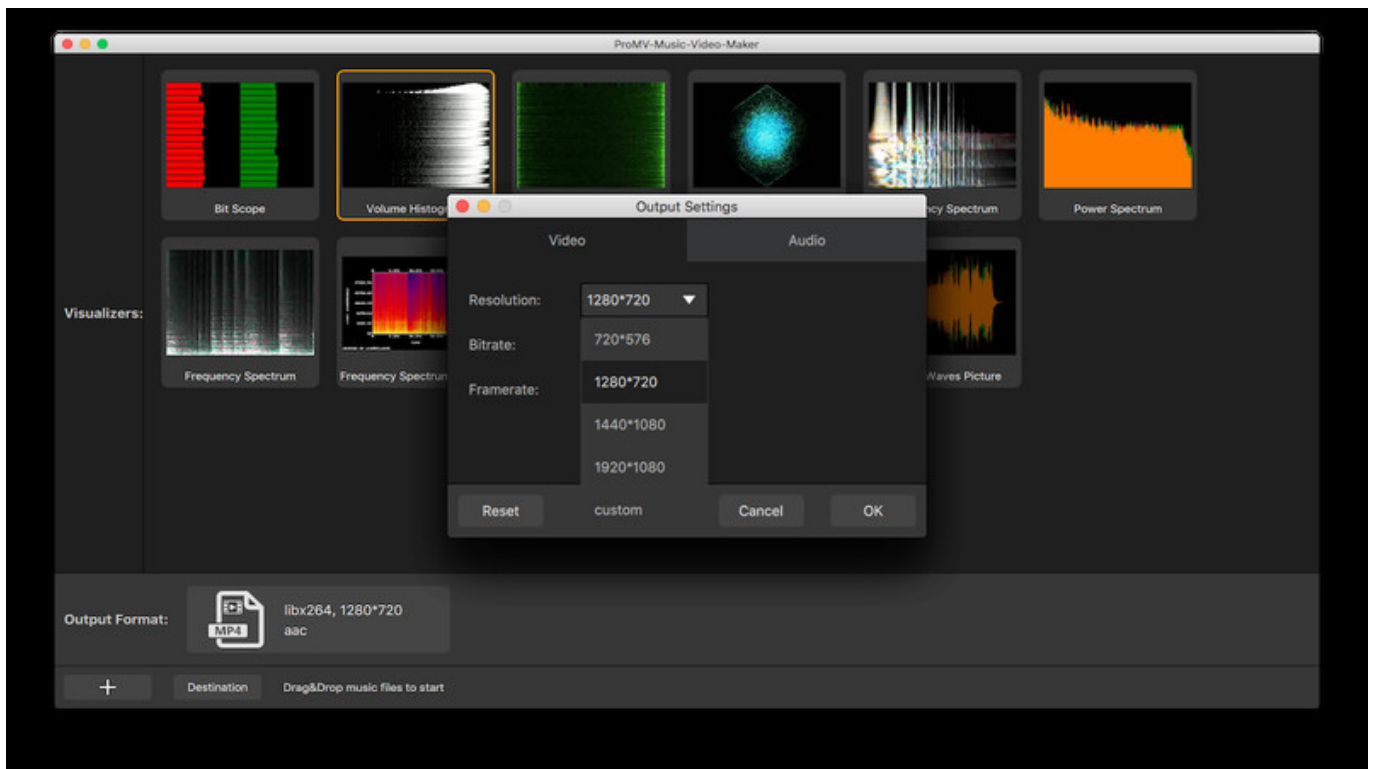 ProMV-Music-Video-Maker
Bit Scope
Volume Histog
ncy Spectrum
Power Spectrum
Output Settings
Video
Audio
Visualizers:
Resolution:
1280*720
720*576
Bitrate:
1280*720
Framerate:
1440*1080
1920*1080
Frequency Spectrum
Frequency Spectrum
Waves Picture
Reset
custom
Cancel
OK
Output Format:
MP4
libx264, 1280*720
aac
+
Destination
Drag&Drop music files to start